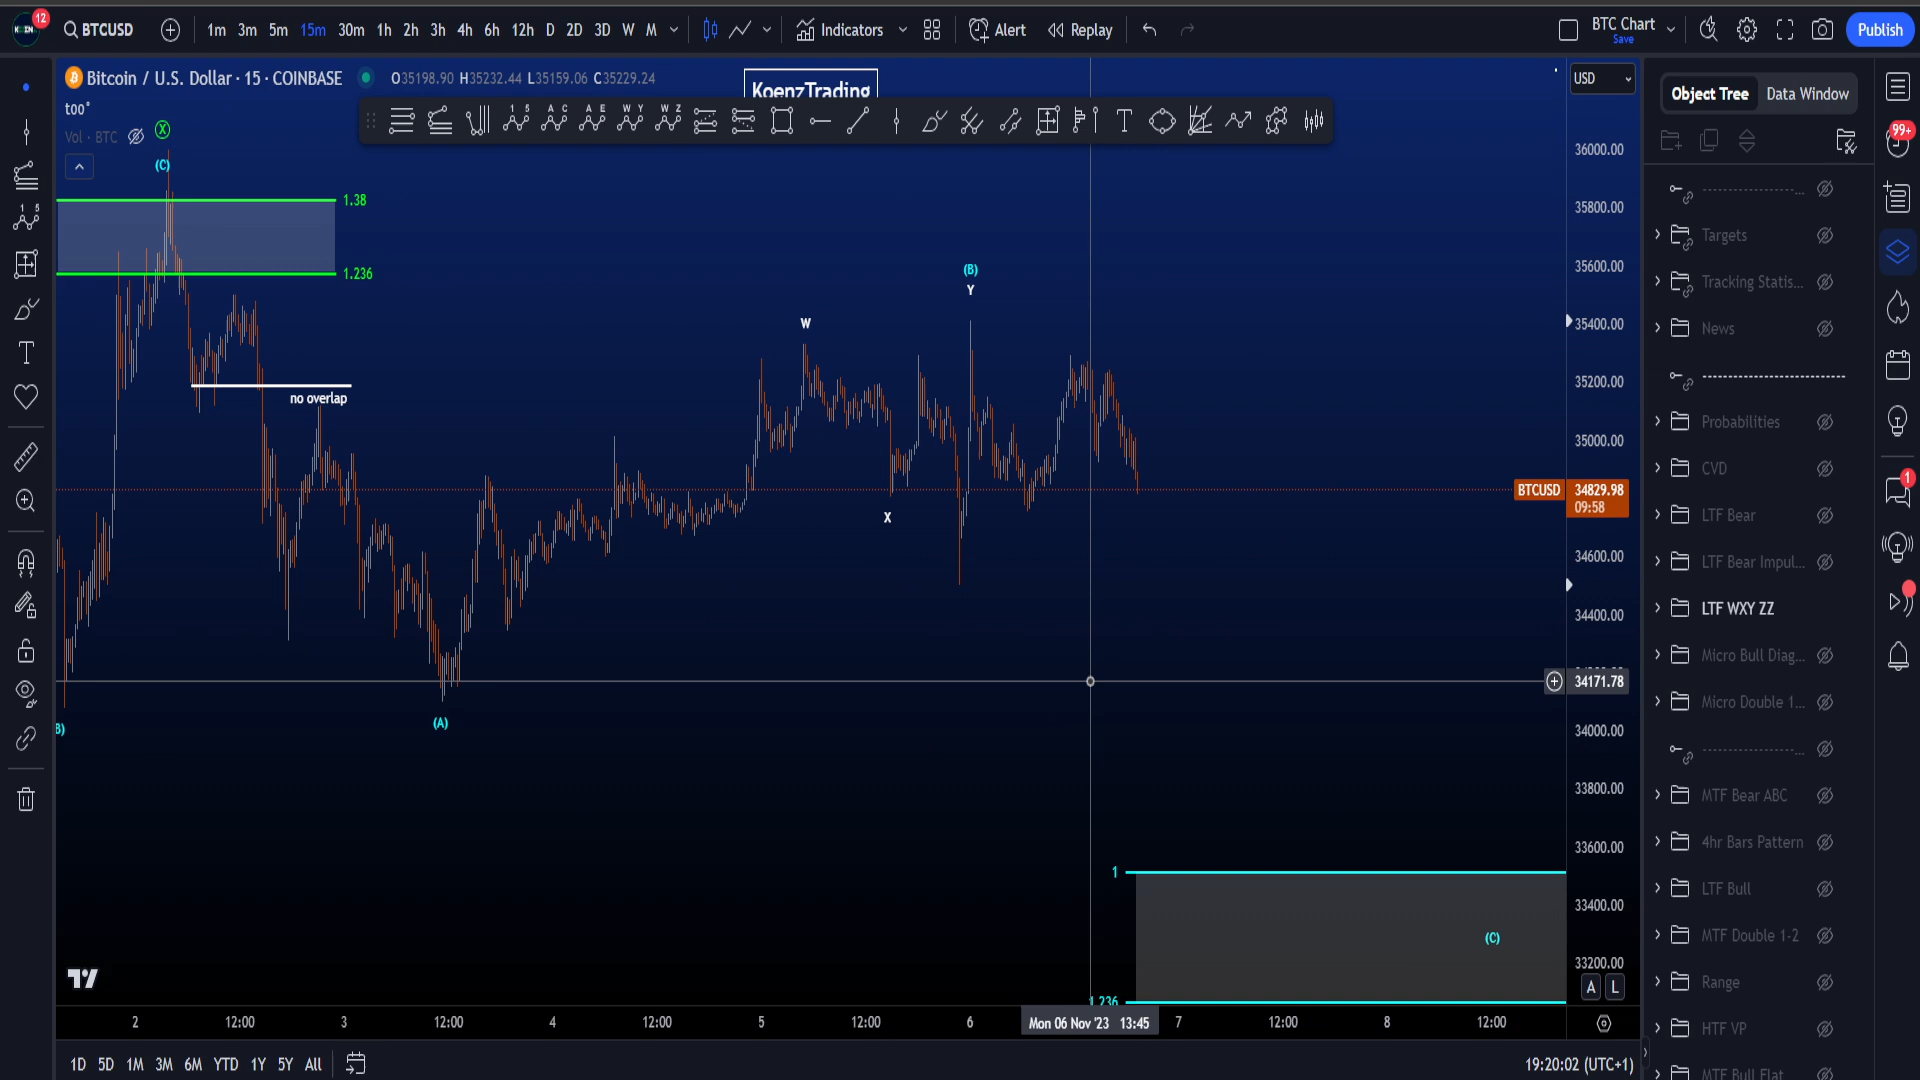 12
BTCUSD
1m 3m 5m 15m 30m 1h 2h 3h 4h 6h 12h D 2D 3D W M
Indicators
Alert
Replay
BTC Chart
Save
Publish
Bitcoin / U.S. Dollar · 15 · COINBASE
O35198.90 H35232.44 L35159.06 C35229.24
too*
Vol · BTC
KoenzTrading
USD
Object Tree
Data Window
99+
36000.00
35800.00
35600.00
35400.00
35200.00
35000.00
BTCUSD
34829.98
09:58
34600.00
34400.00
34171.78
34000.00
33800.00
33600.00
33400.00
33200.00
A L
X
(C)
1.38
1.236
no overlap
W
(B)
Y
X
(A)
B)
1
(C)
1.236
Targets
Tracking Statis...
News
Probabilities
CVD
LTF Bear
LTF Bear Impul...
LTF WXY ZZ
Micro Bull Diag...
Micro Double 1...
MTF Bear ABC
4hr Bars Pattern
LTF Bull
MTF Double 1-2
Range
HTF VP
MTF Bull Flat
1
2 12:00 3 12:00 4 12:00 5 12:00 6 Mon 06 Nov '23 13:45 7 12:00 8 12:00
1D 5D 1M 3M 6M YTD 1Y 5Y All
19:20:02 (UTC+1)